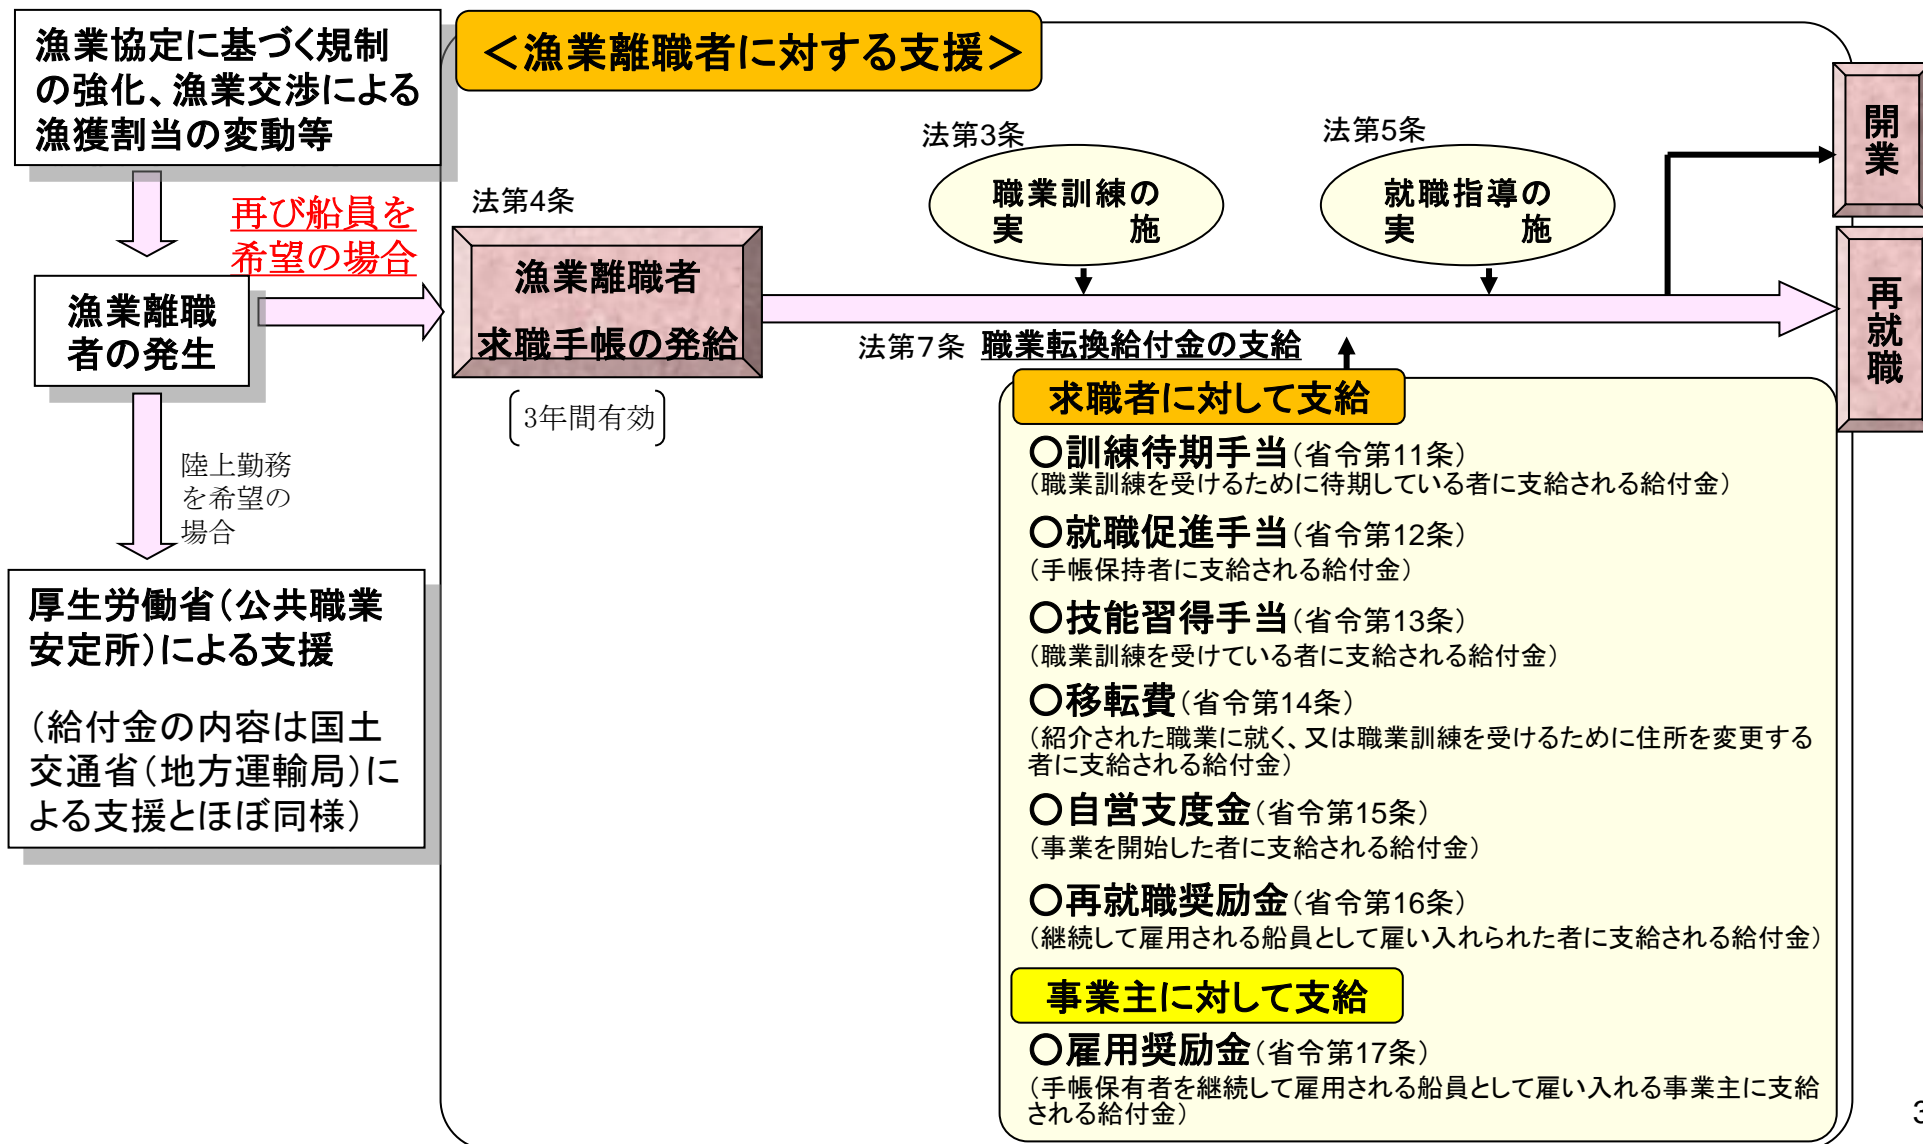 漁業協定に基づく規制
の強化、漁業交渉による
漁獲割当の変動等
＜漁業離職者に対する支援＞
再び船員を
希望の場合
漁業離職
者の発生
陸上勤務
を希望の
場合
厚生労働省（公共職業
安定所）による支援
（給付金の内容は国土
交通省（地方運輸局）に
よる支援とほぼ同様）
法第4条
漁業離職者
求職手帳の発給
3年間有効
法第3条
職業訓練の
実　　　施
法第5条
就職指導の
実　　　施
開業
再就職
法第7条 職業転換給付金の支給
求職者に対して支給
〇訓練待期手当（省令第11条）
（職業訓練を受けるために待期している者に支給される給付金）
〇就職促進手当（省令第12条）
（手帳保持者に支給される給付金）
〇技能習得手当（省令第13条）
（職業訓練を受けている者に支給される給付金）
〇移転費（省令第14条）
（紹介された職業に就く、又は職業訓練を受けるために住所を変更する
者に支給される給付金）
〇自営支度金（省令第15条）
（事業を開始した者に支給される給付金）
〇再就職奨励金（省令第16条）
（継続して雇用される船員として雇い入れられた者に支給される給付金）
事業主に対して支給
〇雇用奨励金（省令第17条）
（手帳保有者を継続して雇用される船員として雇い入れる事業主に支給
される給付金）
3